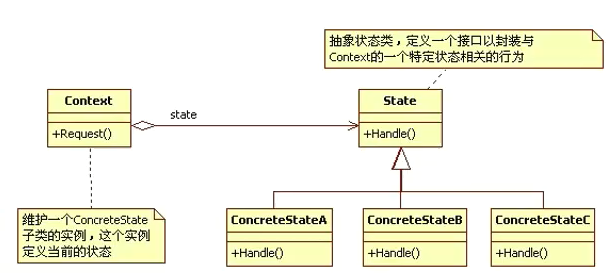 抽象状态类，定义一个接口以封装与
Context的一个特定状态相关的行为
Context
+Request()
state
State
+Handle()
维护一个ConcreteState
子类的实例，这个实例
定义当前的状态
ConcreteStateA
+Handle()
ConcreteStateB
+Handle()
ConcreteStateC
+Handle()